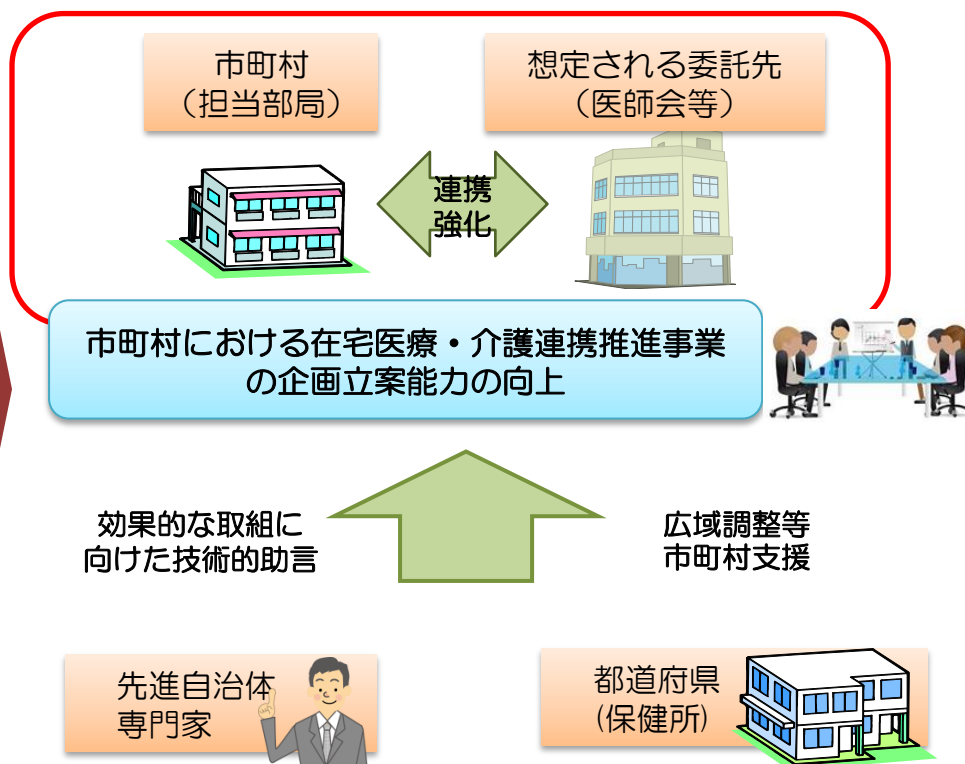 市町村
（担当部局）
想定される委託先
（医師会等）
連携
強化
市町村における在宅医療・介護連携推進事業
の企画立案能力の向上
効果的な取組に
向けた技術的助言
広域調整等
市町村支援
先進自治体
専門家
都道府県
(保健所)